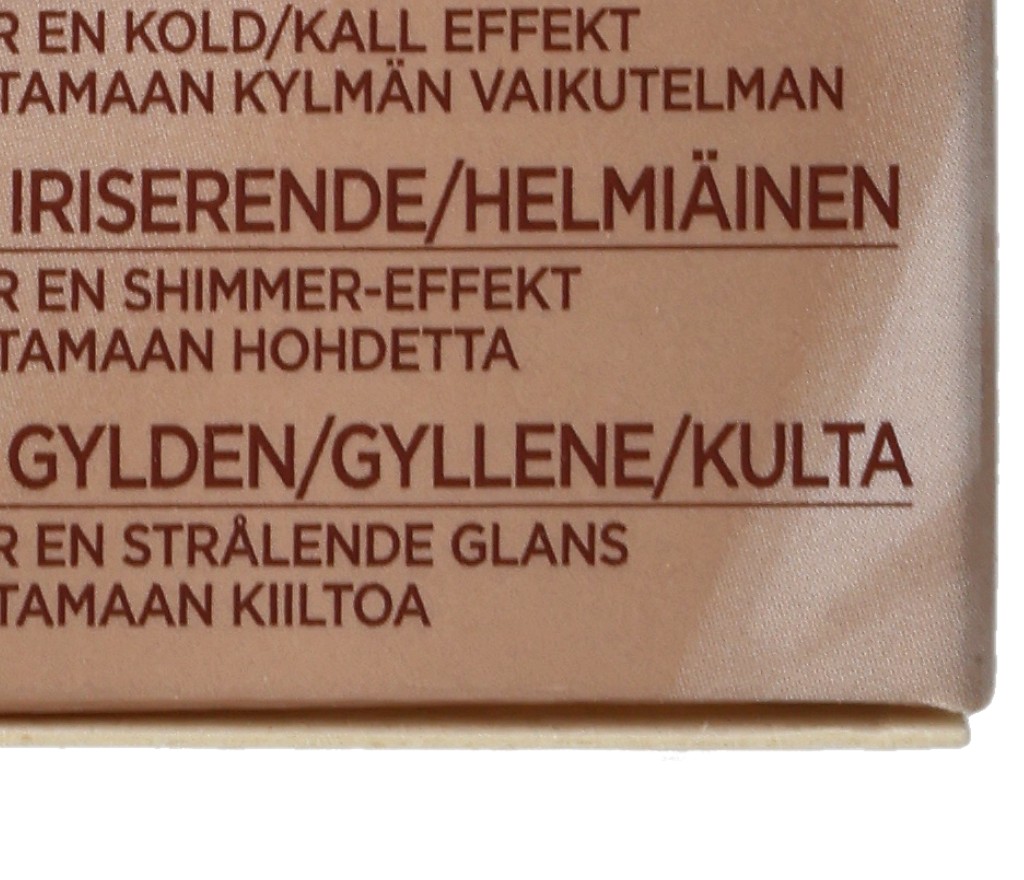 R EN KOLD/KALL EFFEKT
TAMAAN KYLMÄN VAIKUTELMAN
IRISERENDE/HELMIÄINEN
R EN SHIMMER-EFFEKT
TAMAAN HOHDETTA
GYLDEN/GYLLENE/KULTA
R EN STRÅLENDE GLANS
TAMAAN KIILTOA